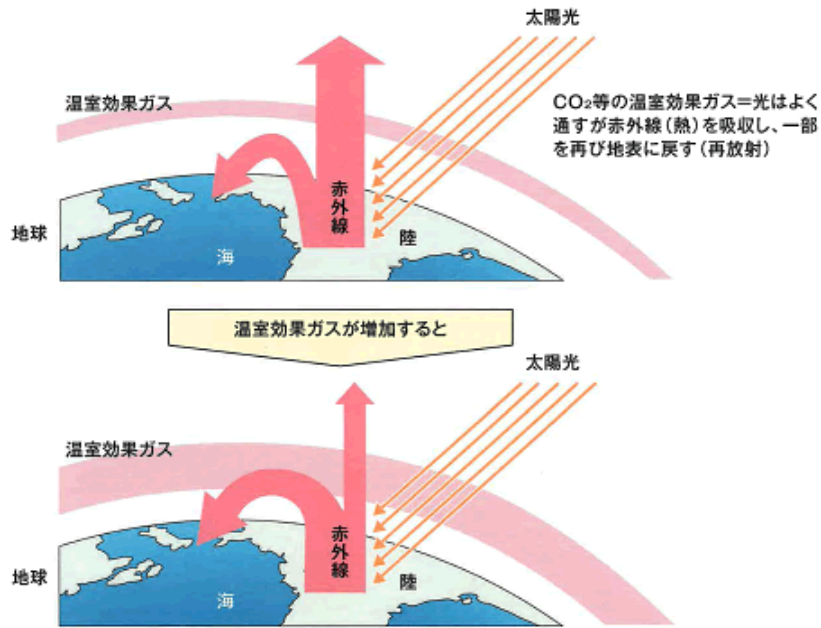 太陽光
温室効果ガス
CO₂等の温室効果ガス=光はよく
通すが赤外線(熱)を吸収し、一部
を再び地表に戻す(再放射)
赤外線
地球
陸
海
温室効果ガスが増加すると
太陽光
温室効果ガス
赤外線
地球
陸
海